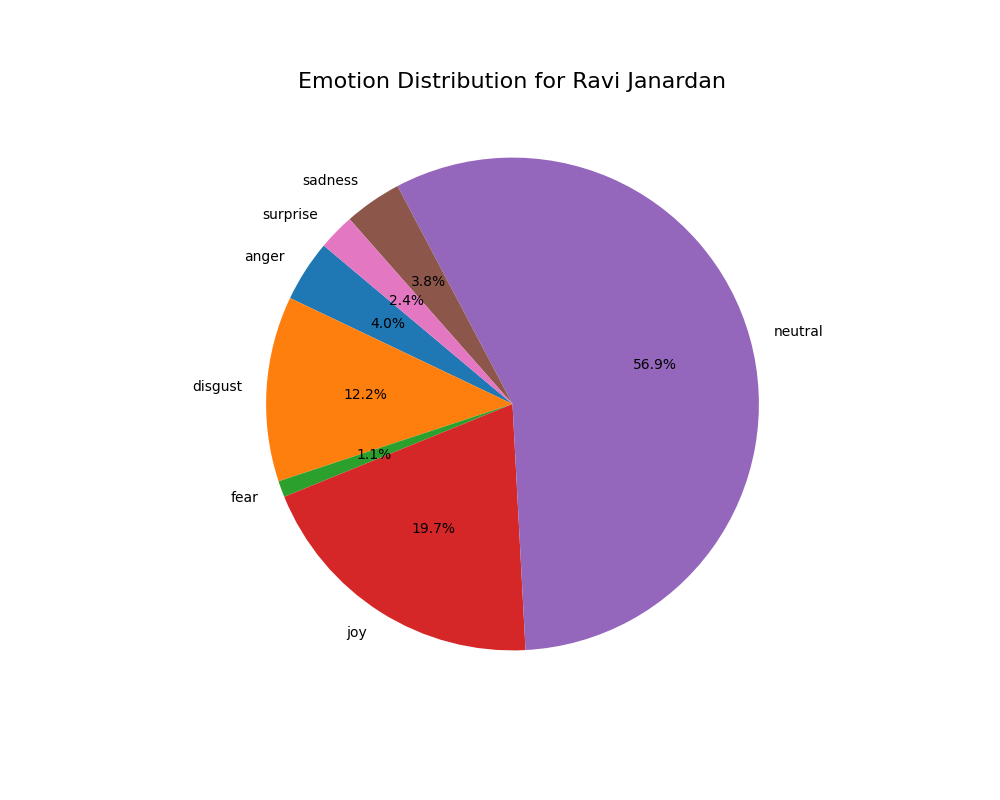 Emotion Distribution for Ravi Janardan
sadness
surprise
anger
disgust
fear
joy
neutral
3.8%
2.4%
4.0%
12.2%
1.1%
19.7%
56.9%